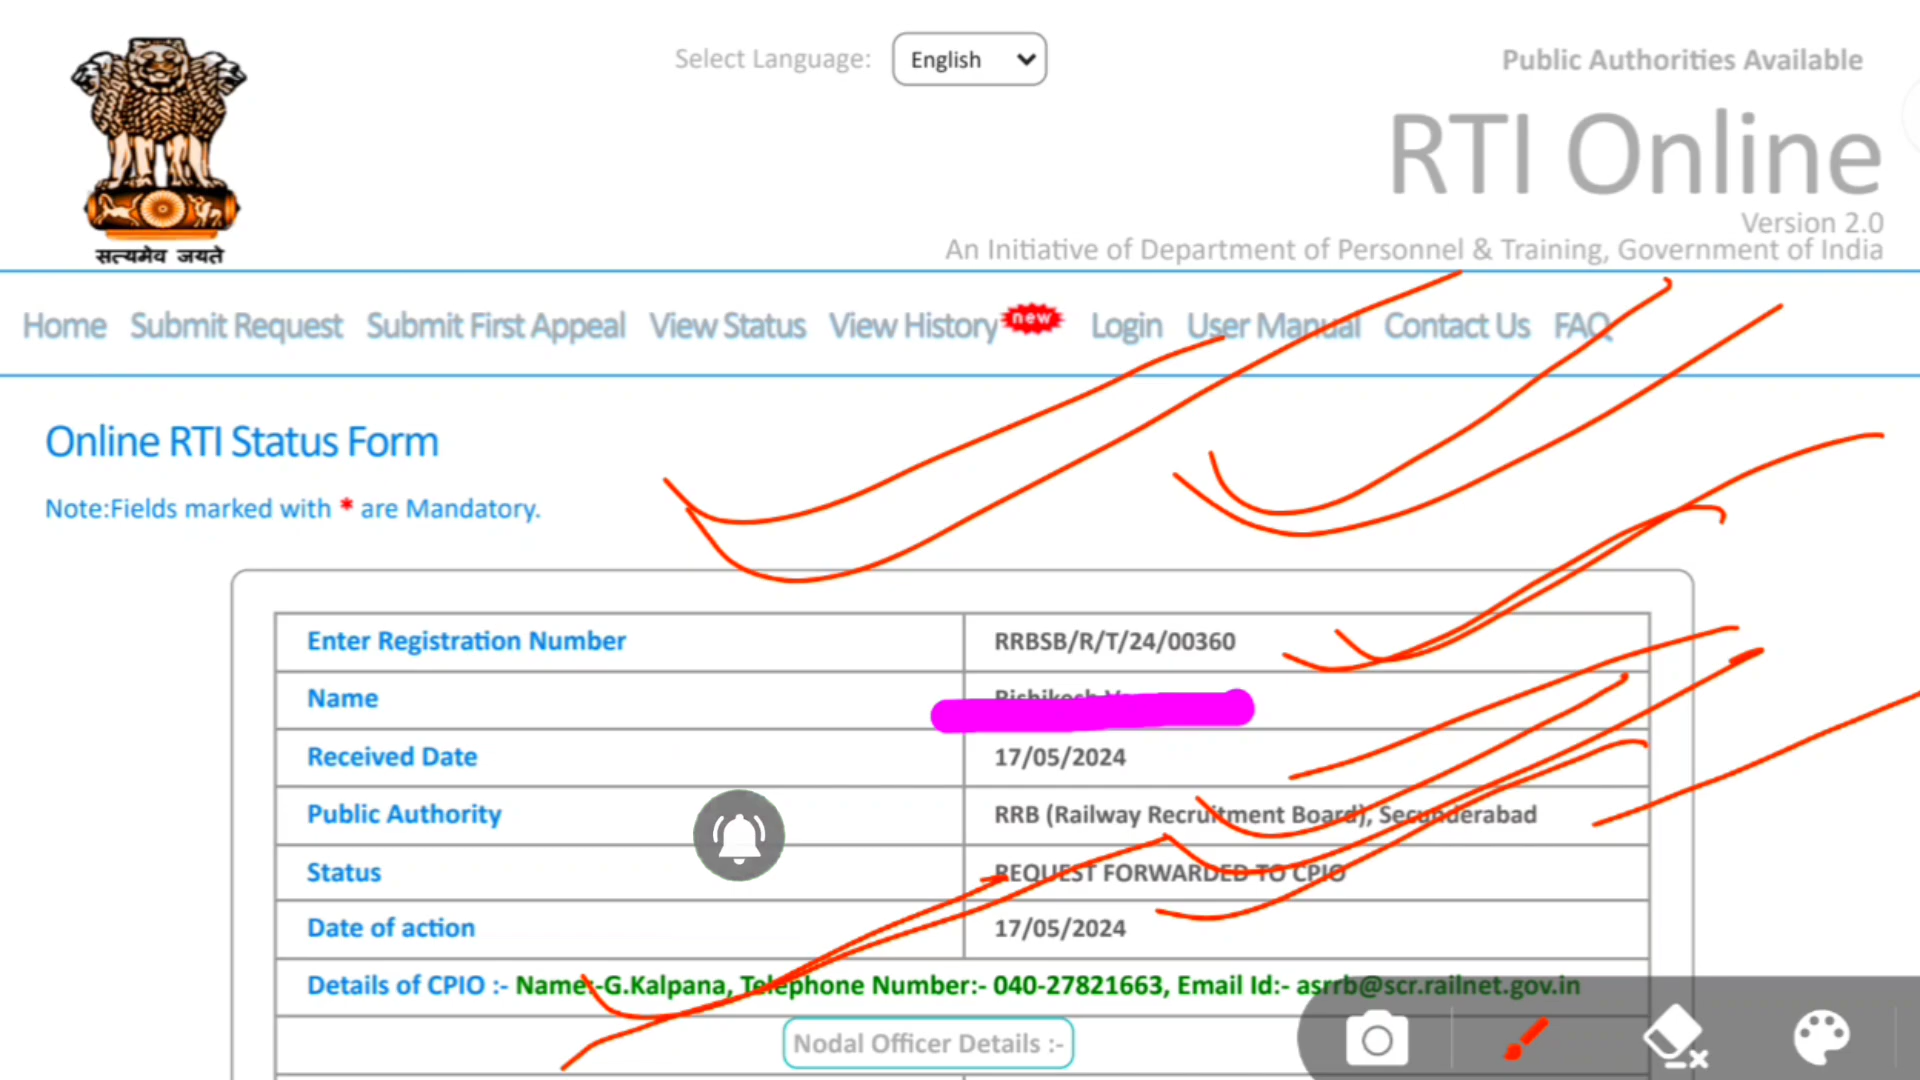 Select Language: English
Public Authorities Available
RTI Online
Version 2.0
An Initiative of Department of Personnel & Training, Government of India
सत्यमेव जयते
Home Submit Request Submit First Appeal View Status View History new Login User Manual Contact Us FAQ
Online RTI Status Form
Note:Fields marked with * are Mandatory.
Enter Registration Number RRBSB/R/T/24/00360
Name
Received Date 17/05/2024
Public Authority RRB (Railway Recruitment Board), Secunderabad
Status REQUEST FORWARDED TO CPIO
Date of action 17/05/2024
Details of CPIO :- Name:-G.Kalpana, Telephone Number:- 040-27821663, Email Id:- asrrb@scr.railnet.gov.in
Nodal Officer Details :-